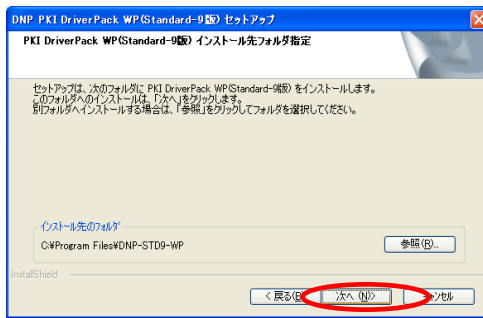 DNP PKI DriverPack WP(Standard-9版) セットアップ
PKI DriverPack WP(Standard-9版) インストール先フォルダ指定
セットアップは、次のフォルダに PKI DriverPack WP(Standard-9版) をインストールします。
このフォルダへのインストールは、「次へ」をクリックします。
別フォルダへインストールする場合は、「参照」をクリックしてフォルダを選択してください。
インストール先のフォルダ
C:¥Program Files¥DNP-STD9-WP
参照(R)...
InstallShield
< 戻る(B) 次へ (N)> キャンセル